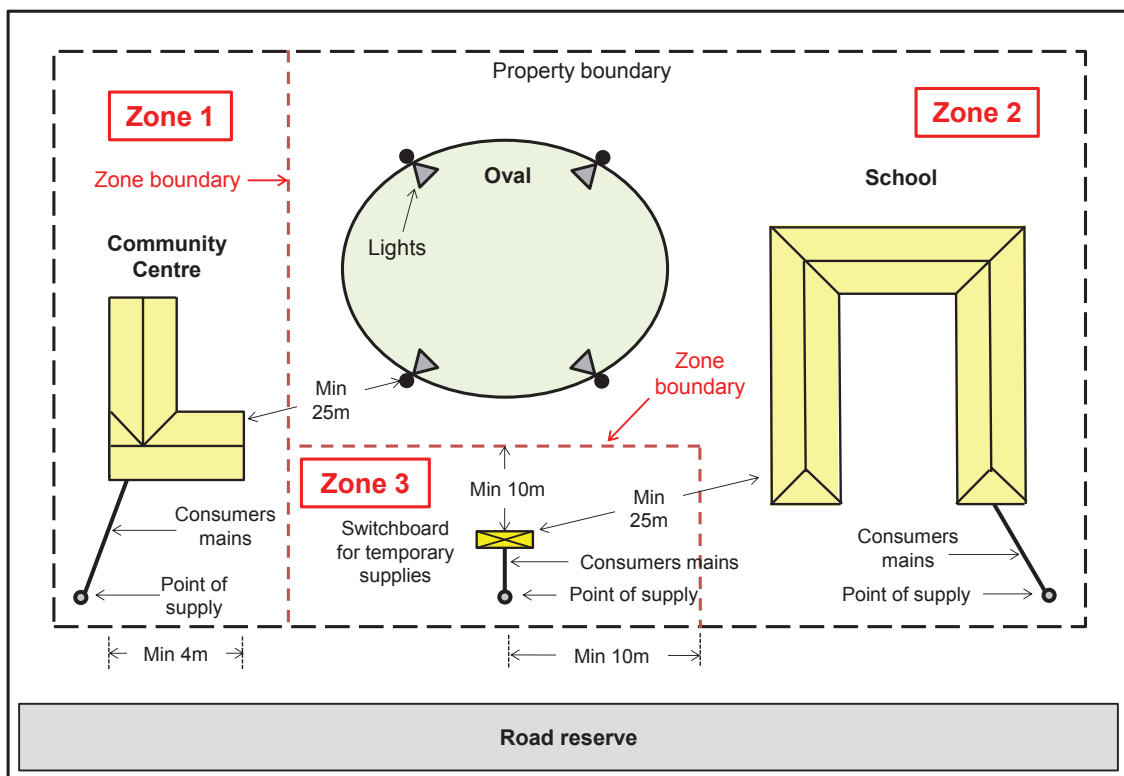 Property boundary
Zone 1
Zone 2
Zone boundary
Oval
School
Lights
Community
Centre
Zone
boundary
Min
25m
Zone 3
Min 10m
Min
25m
Switchboard
for temporary
supplies
Consumers
mains
Consumers mains
Consumers
mains
Point of
supply
Point of supply
Point of supply
Min 4m
Min 10m
Road reserve